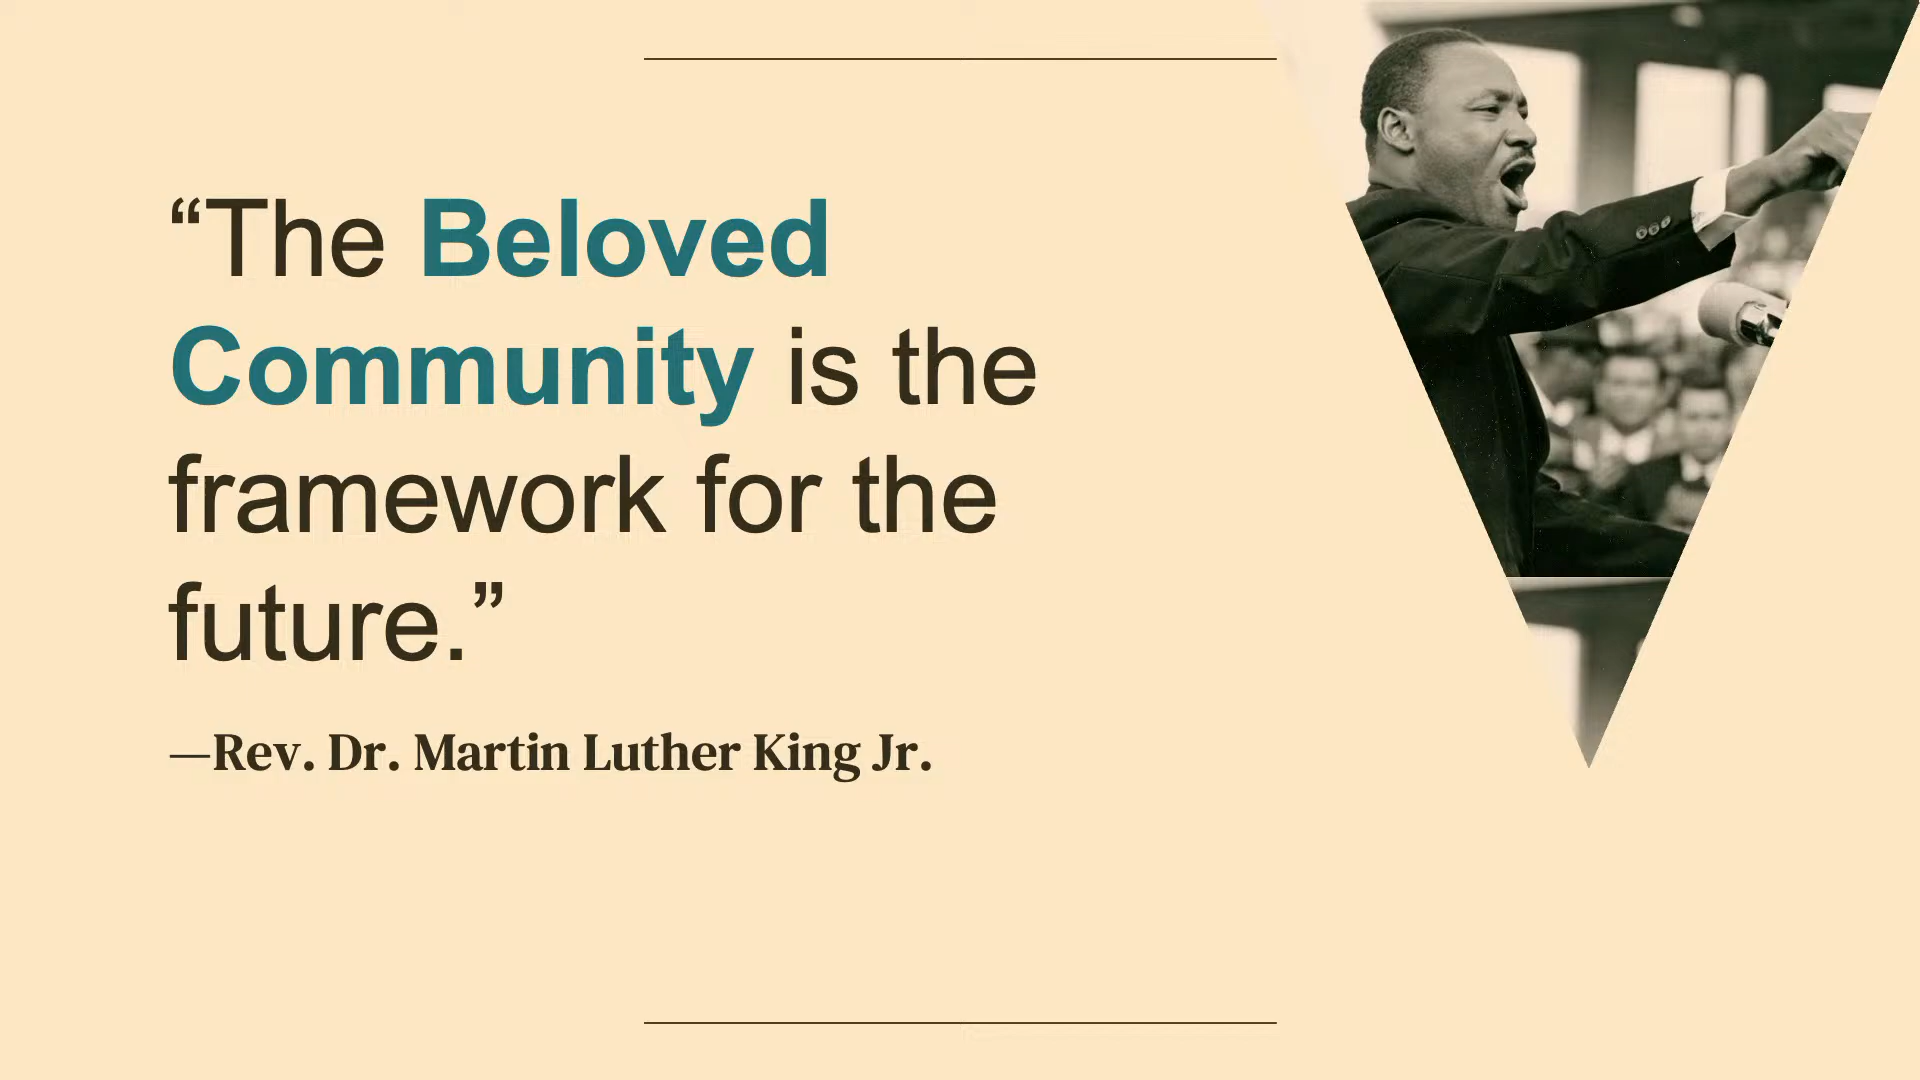 “The Beloved
Community is the
framework for the
future.”
—Rev. Dr. Martin Luther King Jr.